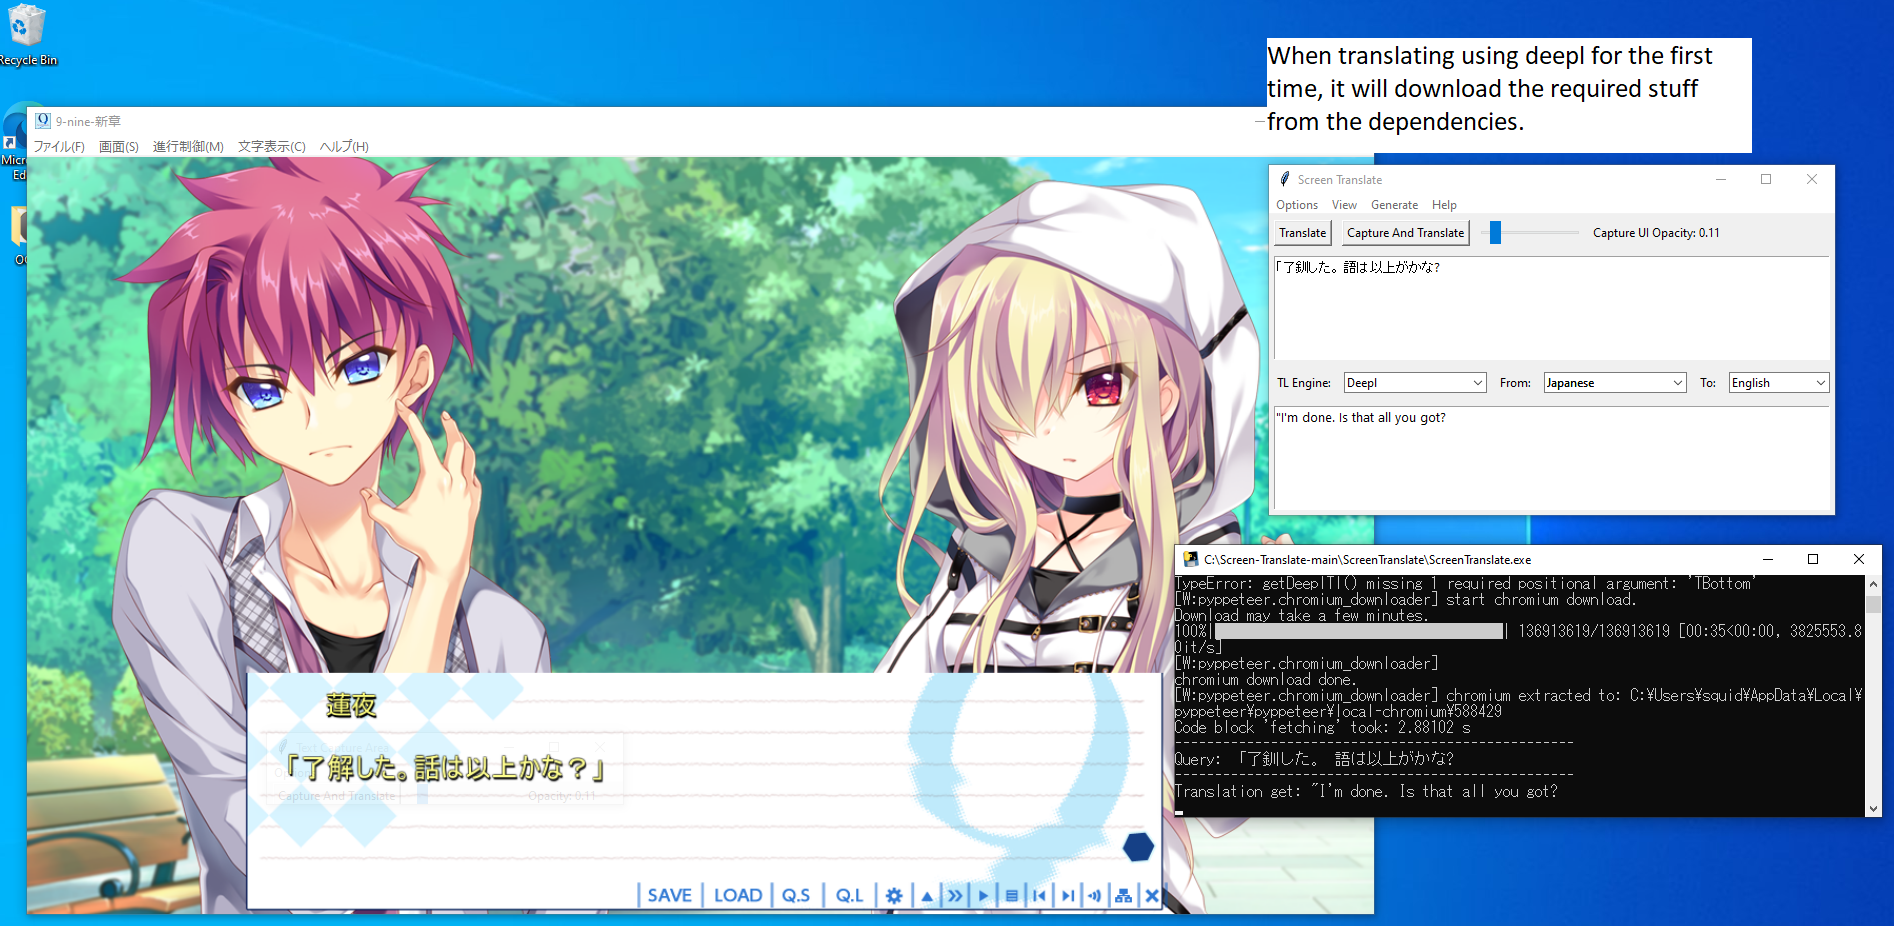 Recycle Bin
When translating using deepl for the first
time, it will download the required stuff
from the dependencies.
9-nine-新章
ファイル(F) 画面(S) 進行制御(M) 文字表示(C) ヘルプ(H)
Micr
Ed
Screen Translate
Options View Generate Help
Translate Capture And Translate Capture UI Opacity: 0.11
「了釧した。語は以上がかな?
TL Engine: Deepl From: Japanese To: English
"I'm done. Is that all you got?
C:\Screen-Translate-main\ScreenTranslate\ScreenTranslate.exe
TypeError: getDeeplTl() missing 1 required positional argument: 'TBottom'
[W:pyppeteer.chromium_downloader] start chromium download.
Download may take a few minutes.
100%| | 136913619/136913619 [00:35<00:00, 3825553.8
0it/s]
[W:pyppeteer.chromium_downloader]
chromium download done.
[W:pyppeteer.chromium_downloader] chromium extracted to: C:¥Users¥squid¥AppData¥Local¥
pyppeteer¥pyppeteer¥local-chromium¥588429
Code block 'fetching' took: 2.88102 s
--------------------------------------------------
Query: 「了釧した。 語は以上がかな?
--------------------------------------------------
Translation get: "I'm done. Is that all you got?
蓮夜
Text Capture Area
「了解した。話は以上かな？」
Capture And Translate Opacity: 0.11
SAVE LOAD Q.S Q.L